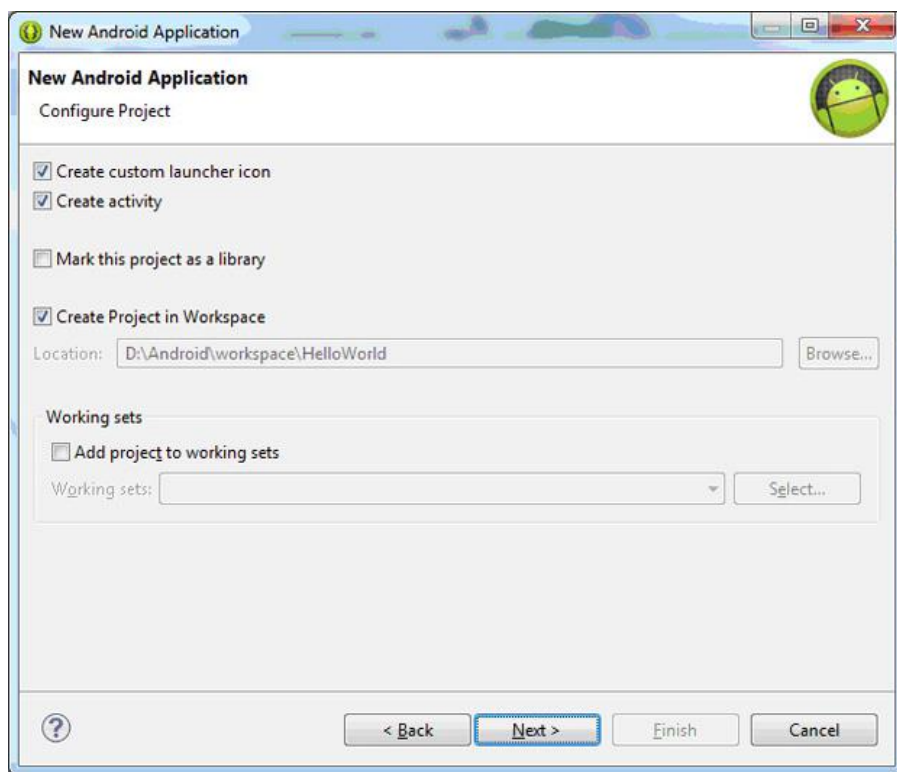 New Android Application
New Android Application
Configure Project
Create custom launcher icon
Create activity
Mark this project as a library
Create Project in Workspace
Location: D:\Android\workspace\HelloWorld Browse...
Working sets
Add project to working sets
Working sets: Select...
? < Back Next > Finish Cancel